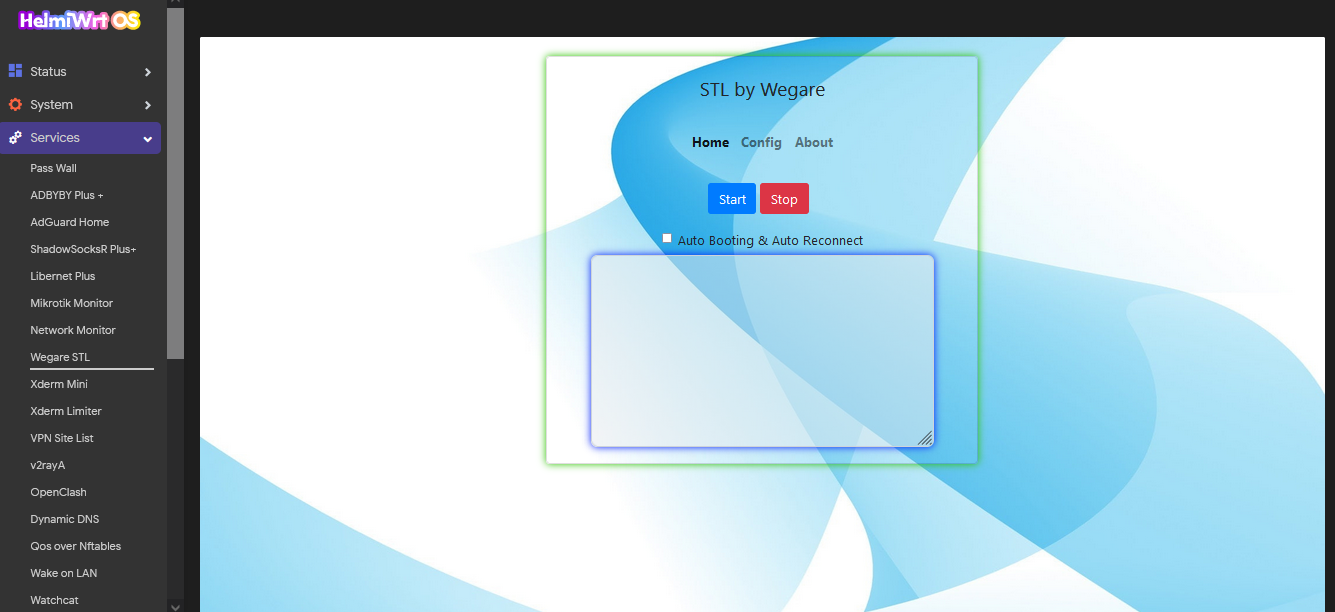 HelmiWrt OS
Status
System
Services
Pass Wall
ADBYBY Plus +
AdGuard Home
ShadowSocksR Plus+
Libernet Plus
Mikrotik Monitor
Network Monitor
Wegare STL
Xderm Mini
Xderm Limiter
VPN Site List
v2rayA
OpenClash
Dynamic DNS
Qos over Nftables
Wake on LAN
Watchcat
STL by Wegare
Home Config About
Start Stop
Auto Booting & Auto Reconnect